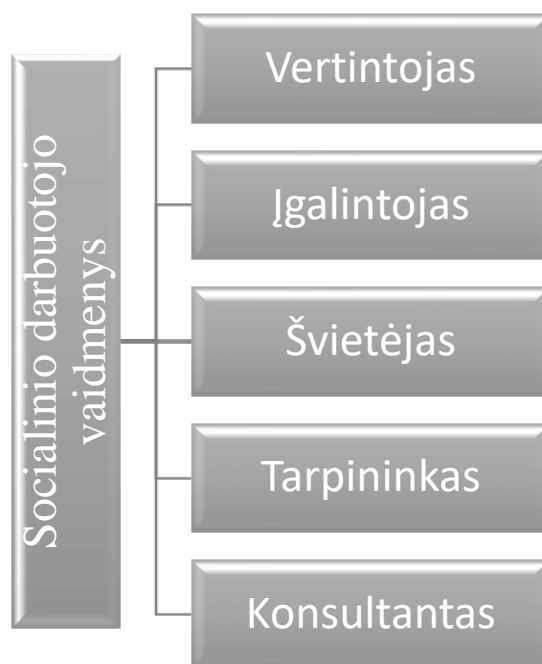 Socialinio darbuotojo
vaidmenys
Vertintojas
Įgalintojas
Švietėjas
Tarpininkas
Konsultantas